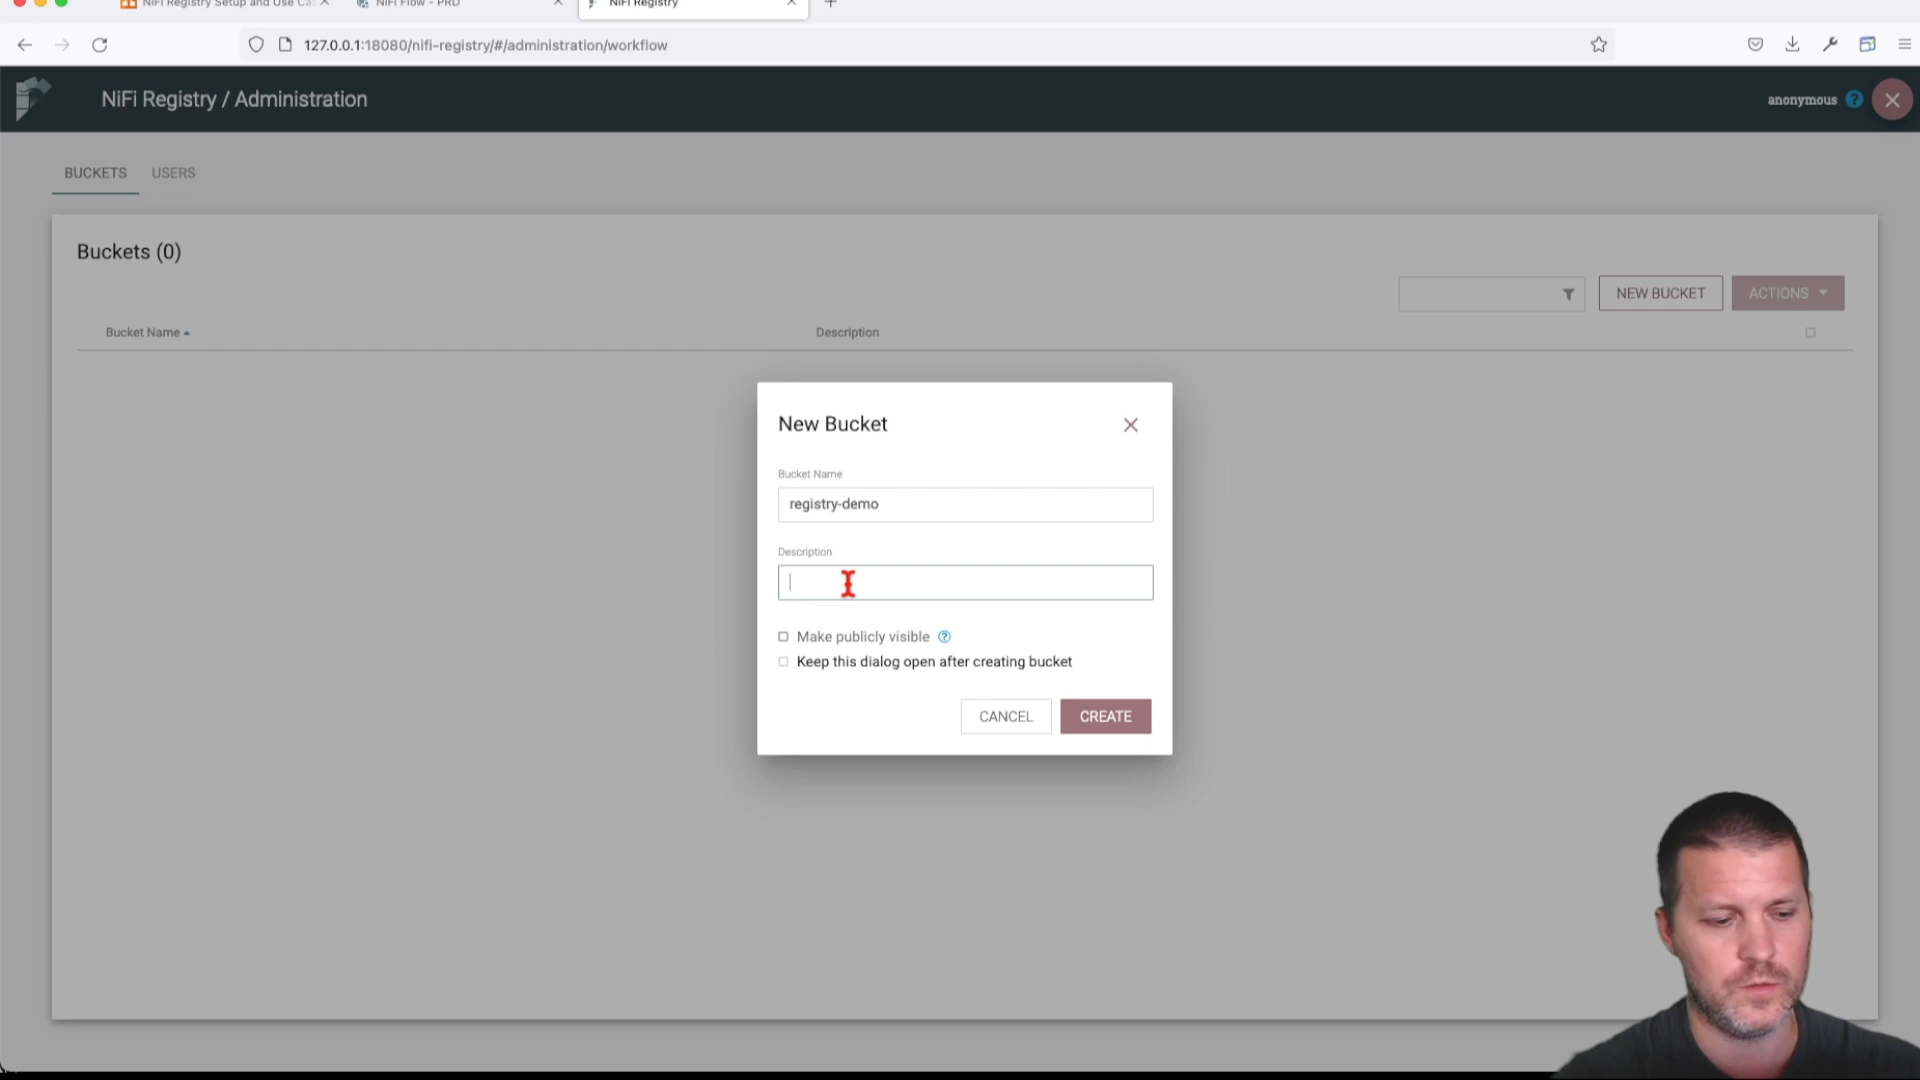 NiFi Registry Setup and Use Ca
NiFi Flow - PRD
NiFi Registry
127.0.0.1:18080/nifi-registry/#/administration/workflow
NiFi Registry / Administration
anonymous
BUCKETS
USERS
Buckets (0)
NEW BUCKET
ACTIONS
Bucket Name
Description
New Bucket
Bucket Name
registry-demo
Description
Make publicly visible
Keep this dialog open after creating bucket
CANCEL
CREATE